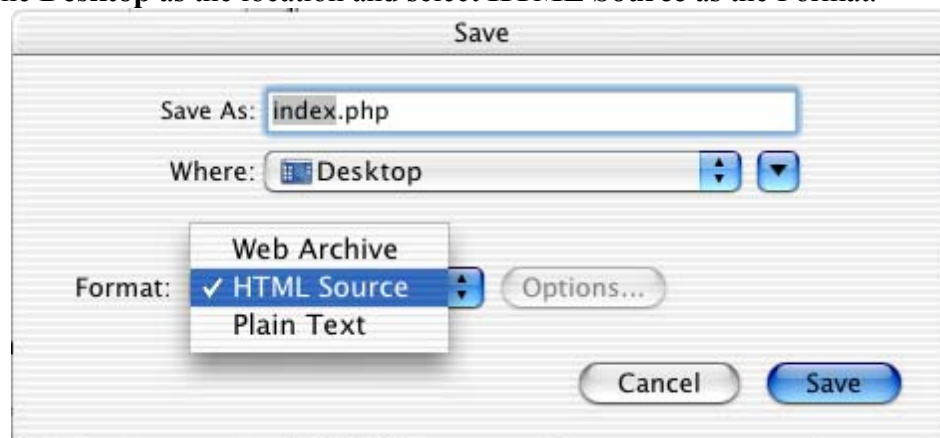 Desktop as the location and select HTML Source as the Format.
Save
Save As: index.php
Where: Desktop
Web Archive
Format: ✓ HTML Source Options...
Plain Text
Cancel Save